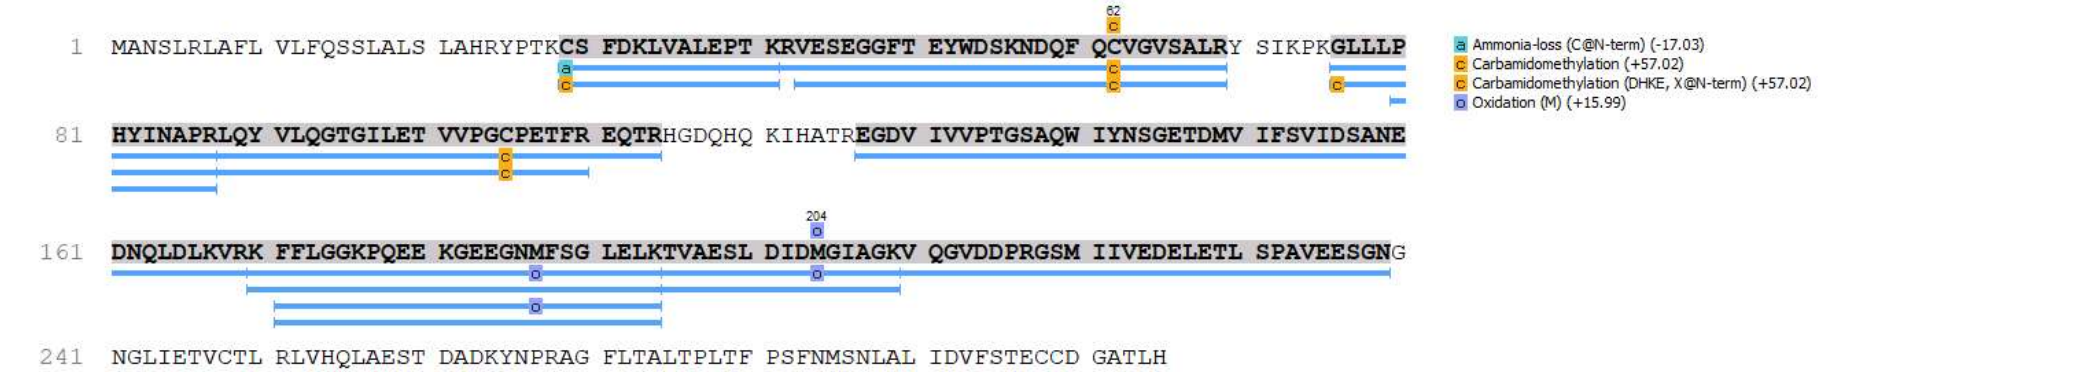 62
c
1 MANSLRLAFL VLFQSSLALS LAHRYPTKCS FDKLVALEPT KRVESEGGFT EYWDSKNDQF QCVGVSALRY SIKPKGLLLP
a c
c c c
a Ammonia-loss (C@N-term) (-17.03)
c Carbamidomethylation (+57.02)
c Carbamidomethylation (DHKE, X@N-term) (+57.02)
o Oxidation (M) (+15.99)
81 HYINAPRLQY VLQGTGILET VVPGCPETFR EQTRHGDQHQ KIHATREGDV IVVPTGSAQW IYNSGETDMV IFSVIDSANE
c
c
204
o
161 DNQLDLKVRK FFLGGKPQEE KGEEGNMFSG LELKTVAESL DIDMGIAGKV QGVDDPRGSM IIVEDELETL SPAVEESGNG
o o
o
241 NGLIETVCTL RLVHQLAEST DADKYNPRAG FLTALTPLTF PSFNMSNLAL IDVFSTECCD GATLH